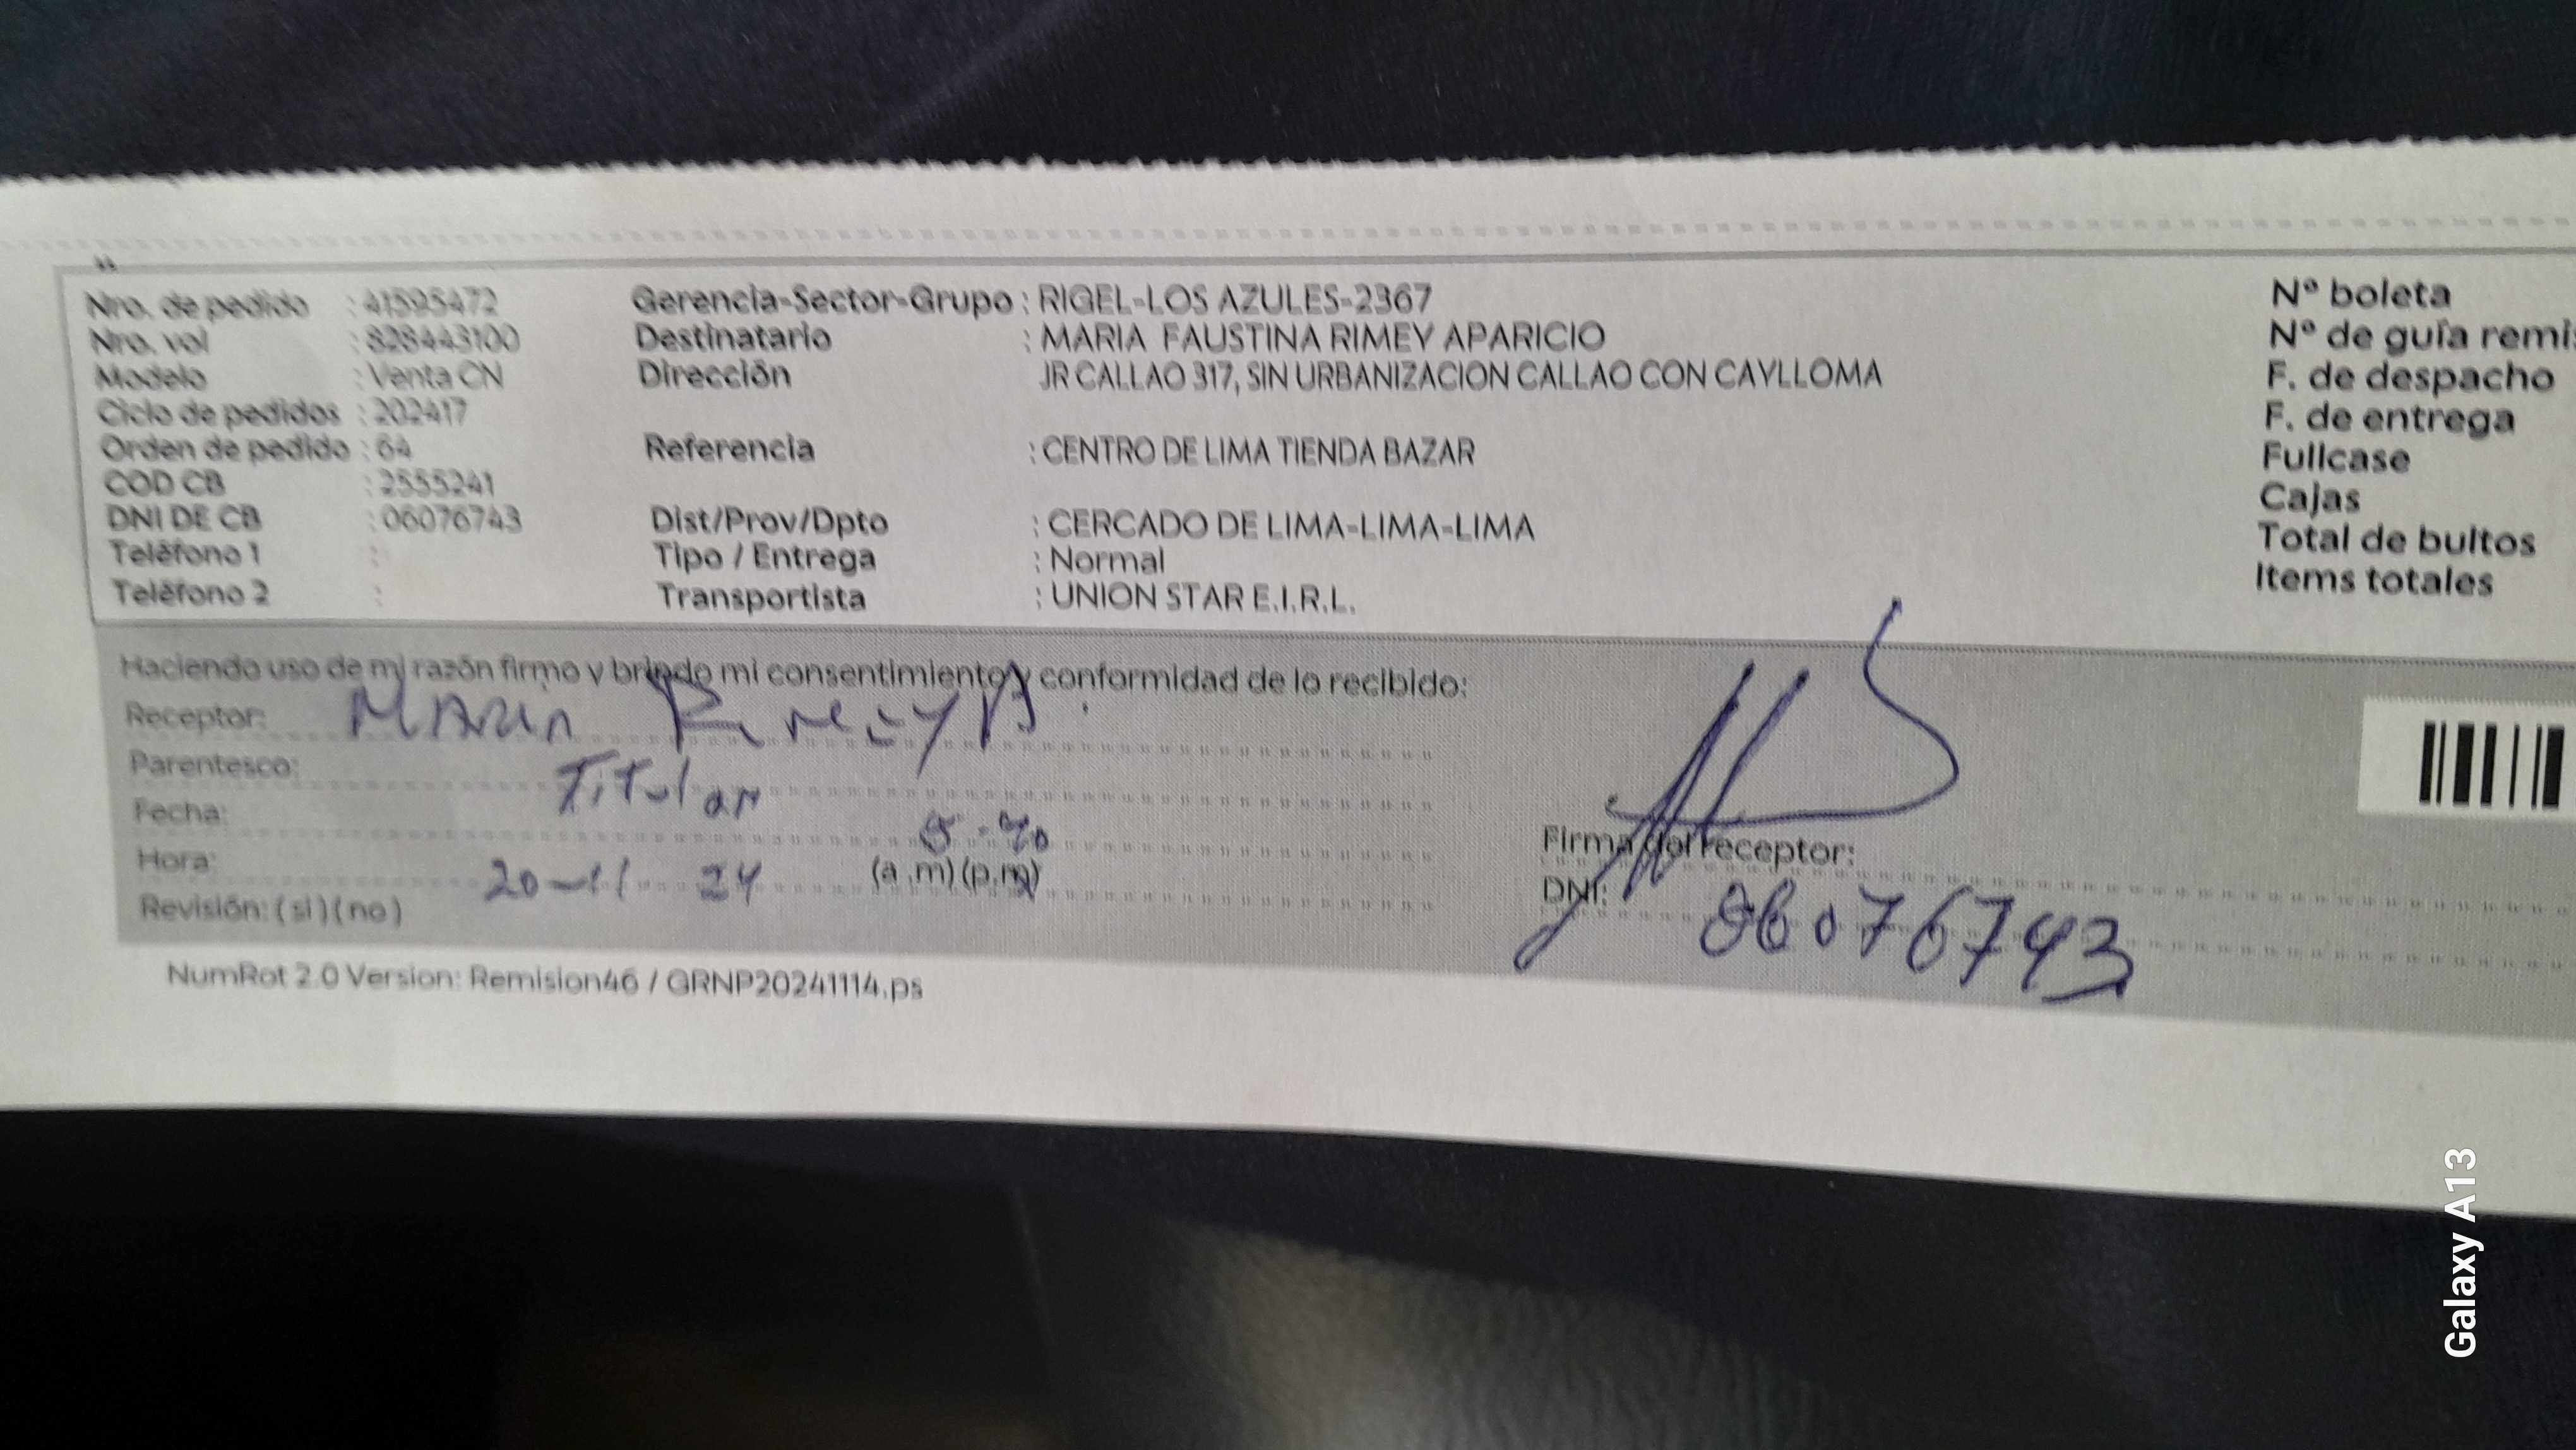 Nro. de pedido : 41595472 Gerencia-Sector-Grupo : RIGEL-LOS AZULES-2367 Nº boleta
Nro. vol : 828443100 Destinatario : MARIA FAUSTINA RIMEY APARICIO Nº de guía remis
Modelo : Venta CN Dirección JR CALLAO 317, SIN URBANIZACION CALLAO CON CAYLLOMA F. de despacho
Ciclo de pedidos : 202417 F. de entrega
Orden de pedido : 64 Referencia : CENTRO DE LIMA TIENDA BAZAR Fullcase
COD CB : 2555241 Cajas
DNI DE CB : 06076743 Dist/Prov/Dpto : CERCADO DE LIMA-LIMA-LIMA Total de bultos
Teléfono 1 : Tipo / Entrega : Normal Items totales
Teléfono 2 : Transportista : UNION STAR E.I.R.L.
Haciendo uso de mi razón firmo y brindo mi consentimiento y conformidad de lo recibido:
Receptor: Maria Rimey A.
Parentesco: Titular
Fecha:
Hora: 20-11 24 (a.m) (p.m)
Revisión: ( si ) ( no )
Firma del receptor:
DNI: 06076743
NumRot 2.0 Version: Remision46 / GRNP20241114.ps
Galaxy A13